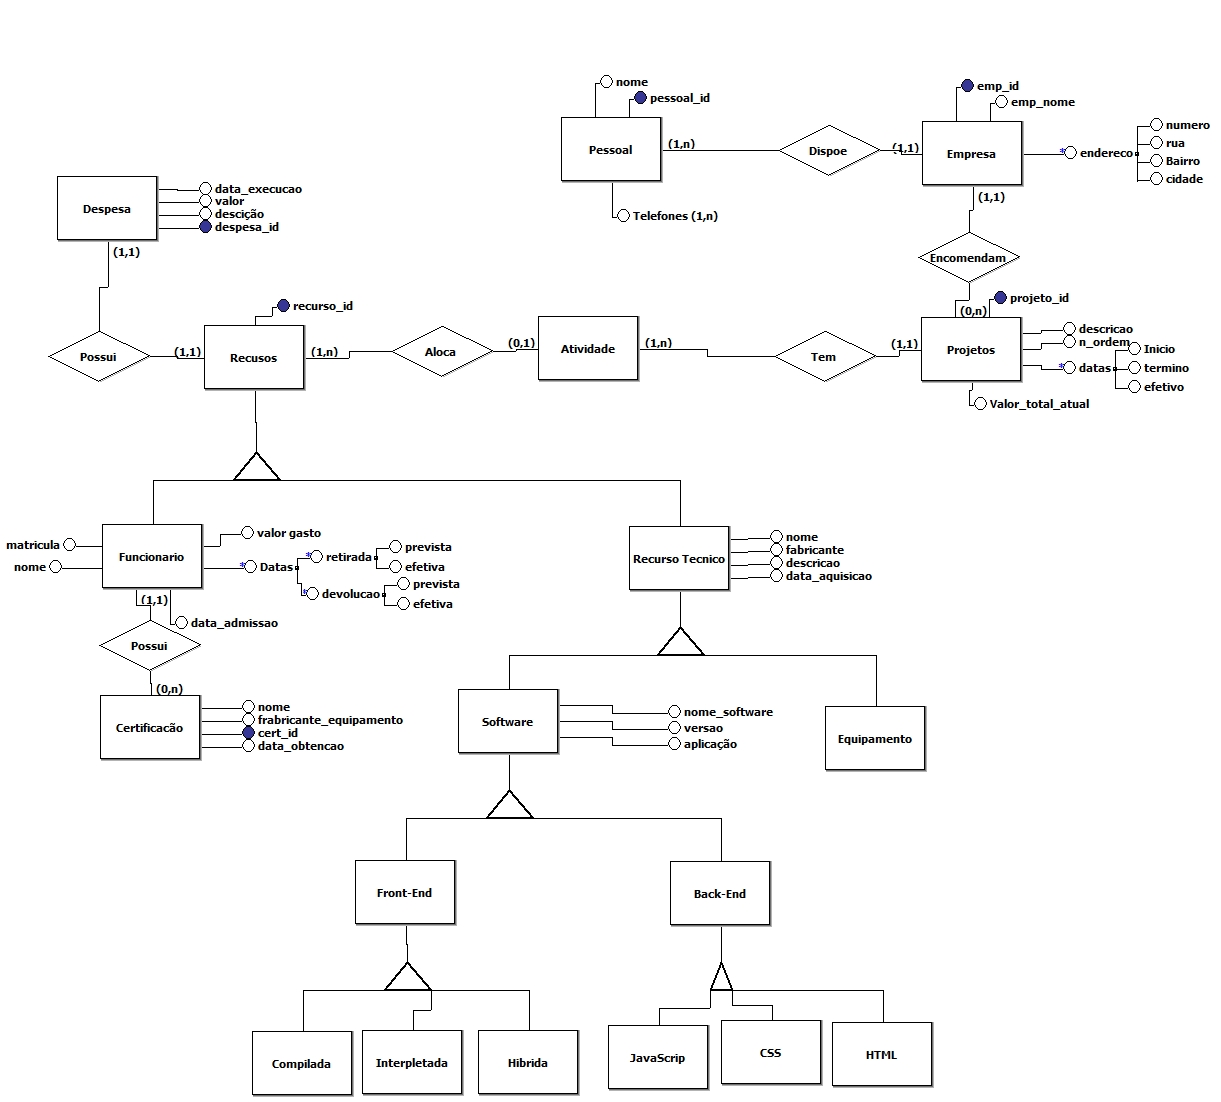 nome
pessoal_id
emp_id
emp_nome
Pessoal
(1,n)
Dispoe
(1,1)
Empresa
endereco
numero
rua
Bairro
cidade
Telefones (1,n)
Despesa
data_execucao
valor
descição
despesa_id
(1,1)
(1,1)
Encomendam
(0,n)
projeto_id
recurso_id
Possui
(1,1)
Recusos
(1,n)
Aloca
(0,1)
Atividade
(1,n)
Tem
(1,1)
Projetos
descricao
n_ordem
datas
Inicio
termino
efetivo
Valor_total_atual
matricula
nome
Funcionario
valor gasto
Datas
retirada
prevista
efetiva
devolucao
prevista
efetiva
(1,1)
data_admissao
Possui
(0,n)
Recurso Tecnico
nome
fabricante
descricao
data_aquisicao
Certificacão
nome
frabricante_equipamento
cert_id
data_obtencao
Software
nome_software
versao
aplicação
Equipamento
Front-End
Back-End
Compilada
Interpletada
Hibrida
JavaScrip
CSS
HTML